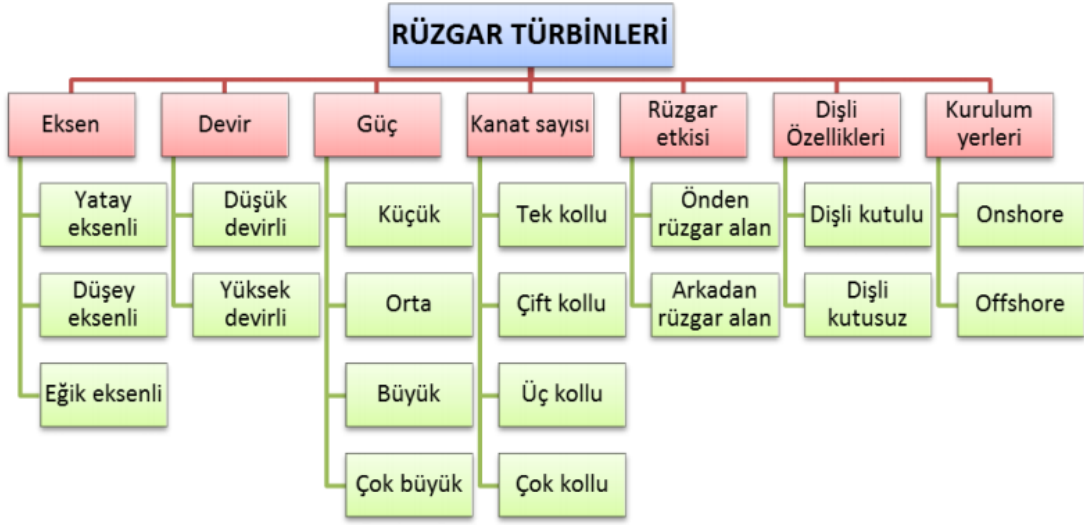 RÜZGAR TÜRBİNLERİ
Eksen
Yatay
eksenli
Düşey
eksenli
Eğik eksenli
Devir
Düşük
devirli
Yüksek
devirli
Güç
Küçük
Orta
Büyük
Çok büyük
Kanat sayısı
Tek kollu
Çift kollu
Üç kollu
Çok kollu
Rüzgar
etkisi
Önden
rüzgar alan
Arkadan
rüzgar alan
Dişli
Özellikleri
Dişli kutulu
Dişli
kutusuz
Kurulum
yerleri
Onshore
Offshore